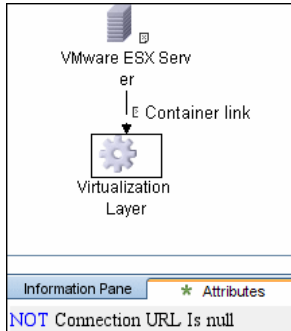 VMware ESX Serv
er
Container link
Virtualization
Layer
Information Pane
* Attributes
NOT Connection URL Is null